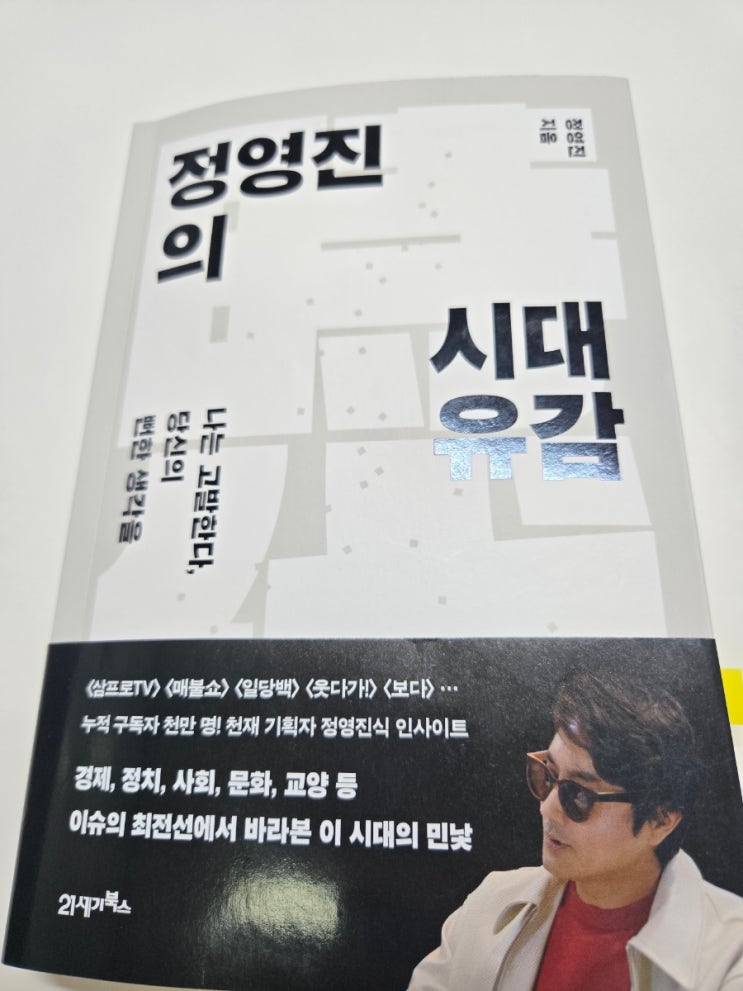 정영진
의
정영진
지음
시대
유감
나는 고발한다,
당신의
뻔한 생각을
《삼프로TV》 《매불쇼》 《일당백》 《웃다가!》 《보다》 …
누적 구독자 천만 명! 천재 기획자 정영진식 인사이트
경제, 정치, 사회, 문화, 교양 등
이슈의 최전선에서 바라본 이 시대의 민낯
21세기북스